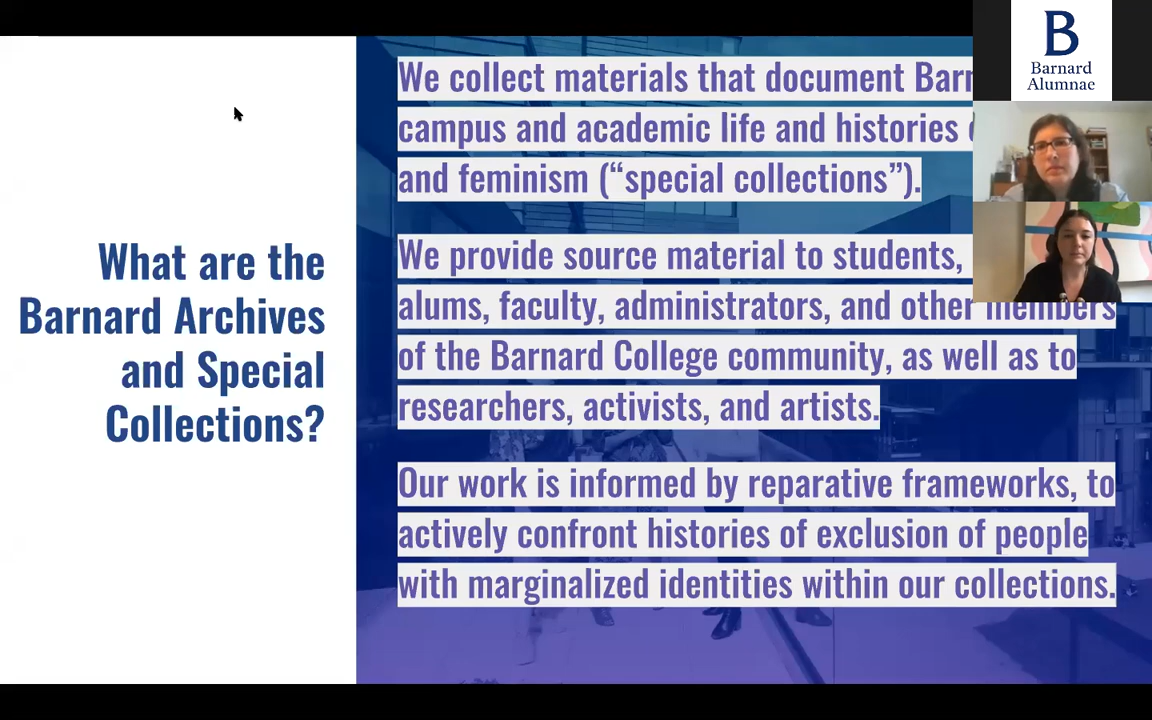 What are the
Barnard Archives
and Special
Collections?
We collect materials that document
campus and academic life and histories
and feminism (“special collections”).
We provide source material to students,
alums, faculty, administrators, and other members
of the Barnard College community, as well as to
researchers, activists, and artists.
Our work is informed by reparative frameworks, to
actively confront histories of exclusion of people
with marginalized identities within our collections.
B
Barnard
Alumnae